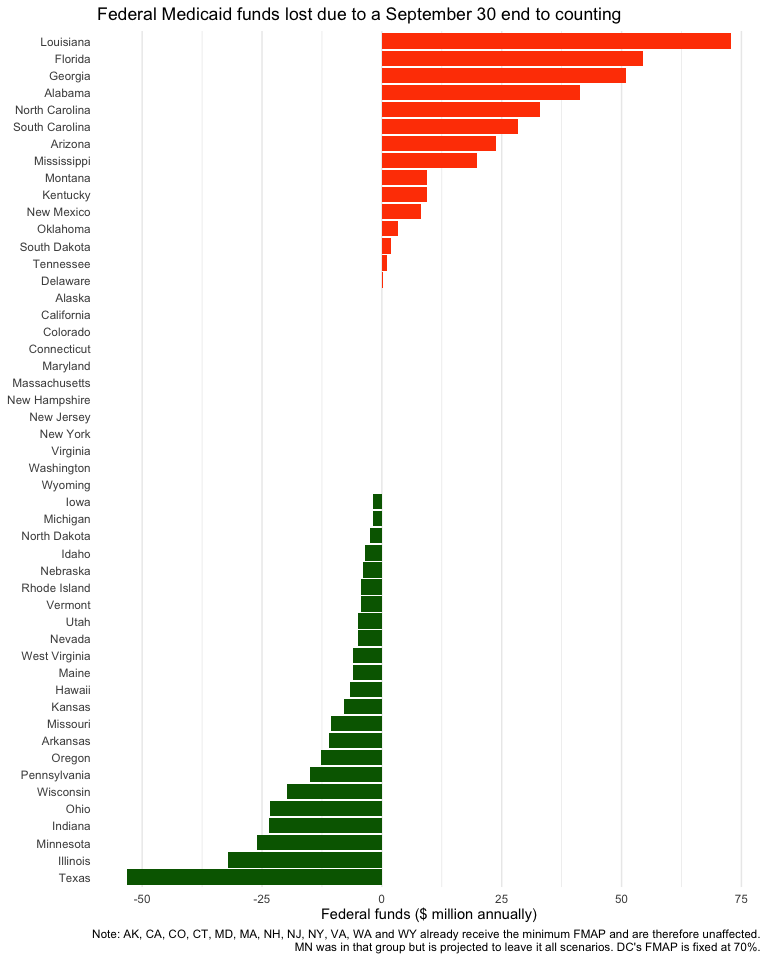 Federal Medicaid funds lost due to a September 30 end to counting
Louisiana
Florida
Georgia
Alabama
North Carolina
South Carolina
Arizona
Mississippi
Montana
Kentucky
New Mexico
Oklahoma
South Dakota
Tennessee
Delaware
Alaska
California
Colorado
Connecticut
Maryland
Massachusetts
New Hampshire
New Jersey
New York
Virginia
Washington
Wyoming
Iowa
Michigan
North Dakota
Idaho
Nebraska
Rhode Island
Vermont
Utah
Nevada
West Virginia
Maine
Hawaii
Kansas
Missouri
Arkansas
Oregon
Pennsylvania
Wisconsin
Ohio
Indiana
Minnesota
Illinois
Texas
-50 -25 0 25 50 75
Federal funds ($ million annually)
Note: AK, CA, CO, CT, MD, MA, NH, NJ, NY, VA, WA and WY already receive the minimum FMAP and are therefore unaffected.
MN was in that group but is projected to leave it all scenarios. DC's FMAP is fixed at 70%.